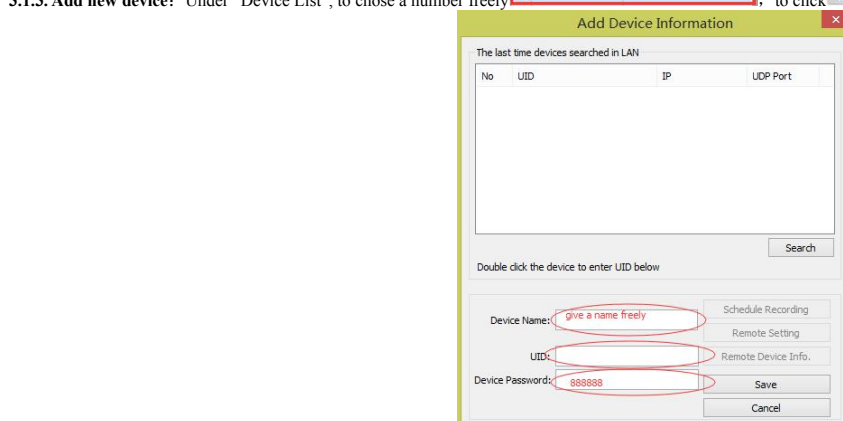 3.1.3. Add new device: Under "Device List", to chose a number freely , to click
Add Device Information
The last time devices searched in LAN
No UID IP UDP Port
Search
Double click the device to enter UID below
Device Name: give a name freely
Schedule Recording
Remote Setting
UID: Remote Device Info.
Device Password: 888888 Save
Cancel